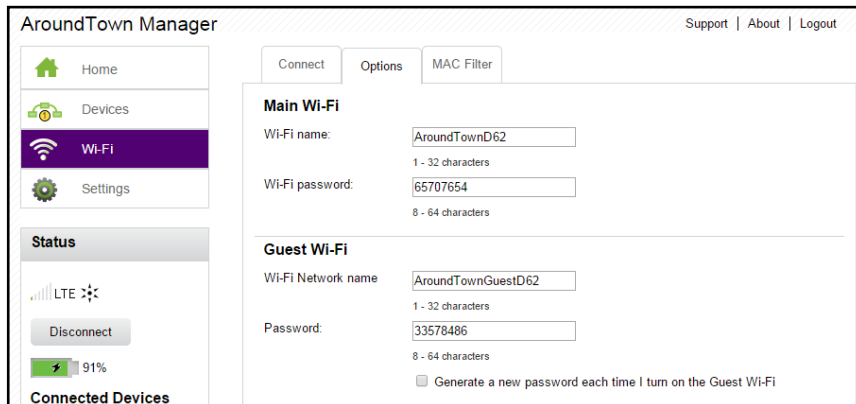 AroundTown Manager
Support | About | Logout
Home
Devices
1
Wi-Fi
Settings
Status
LTE
Disconnect
91%
Connected Devices
Connect
Options
MAC Filter
Main Wi-Fi
Wi-Fi name:
AroundTownD62
1 - 32 characters
Wi-Fi password:
65707654
8 - 64 characters
Guest Wi-Fi
Wi-Fi Network name
AroundTownGuestD62
1 - 32 characters
Password:
33578486
8 - 64 characters
Generate a new password each time I turn on the Guest Wi-Fi